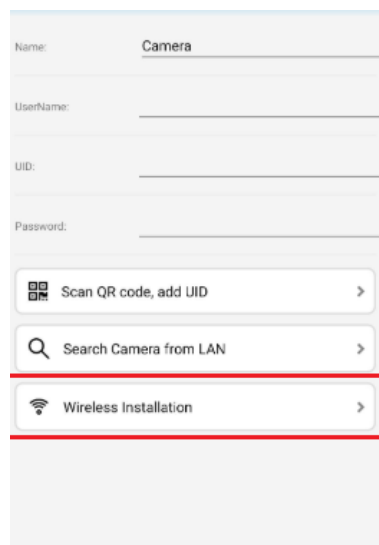 Name: Camera
UserName:
UID:
Password:
Scan QR code, add UID
Search Camera from LAN
Wireless Installation